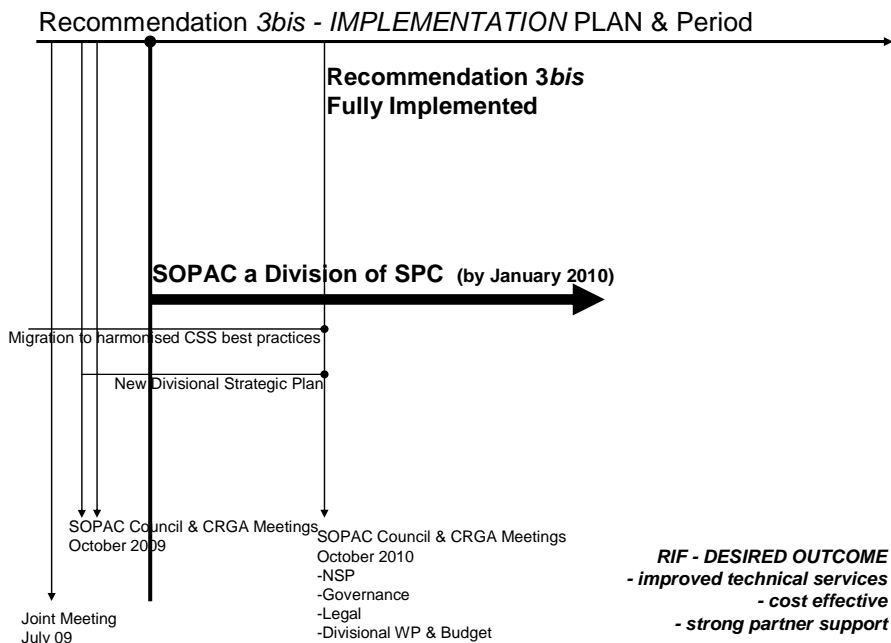 Recommendation 3bis - IMPLEMENTATION PLAN & Period
Recommendation 3bis
Fully Implemented
SOPAC a Division of SPC (by January 2010)
Migration to harmonised CSS best practices
New Divisional Strategic Plan
SOPAC Council & CRGA Meetings
October 2009
SOPAC Council & CRGA Meetings
October 2010
-NSP
-Governance
-Legal
-Divisional WP & Budget
Joint Meeting
July 09
RIF - DESIRED OUTCOME
- improved technical services
- cost effective
- strong partner support